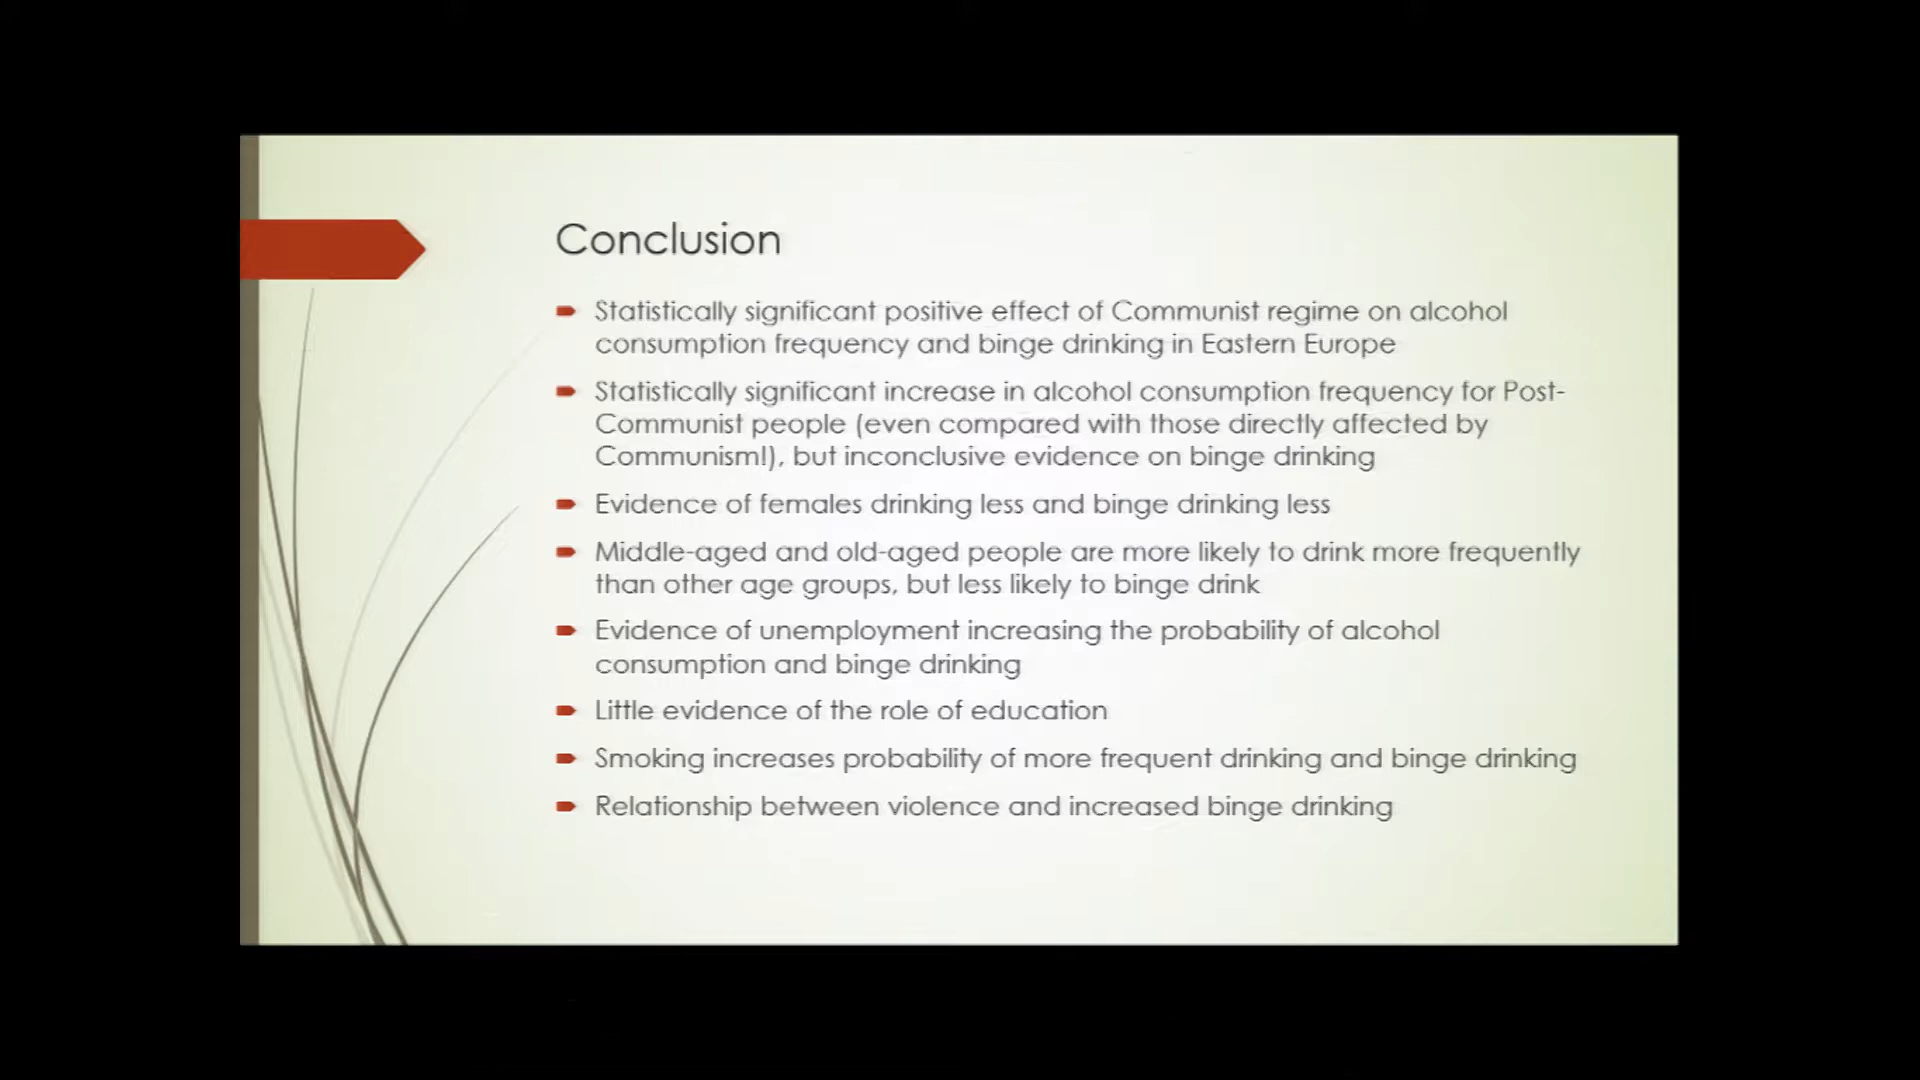 Conclusion
Statistically significant positive effect of Communist regime on alcohol
consumption frequency and binge drinking in Eastern Europe
Statistically significant increase in alcohol consumption frequency for Post-
Communist people (even compared with those directly affected by
Communism!), but inconclusive evidence on binge drinking
Evidence of females drinking less and binge drinking less
Middle-aged and old-aged people are more likely to drink more frequently
than other age groups, but less likely to binge drink
Evidence of unemployment increasing the probability of alcohol
consumption and binge drinking
Little evidence of the role of education
Smoking increases probability of more frequent drinking and binge drinking
Relationship between violence and increased binge drinking